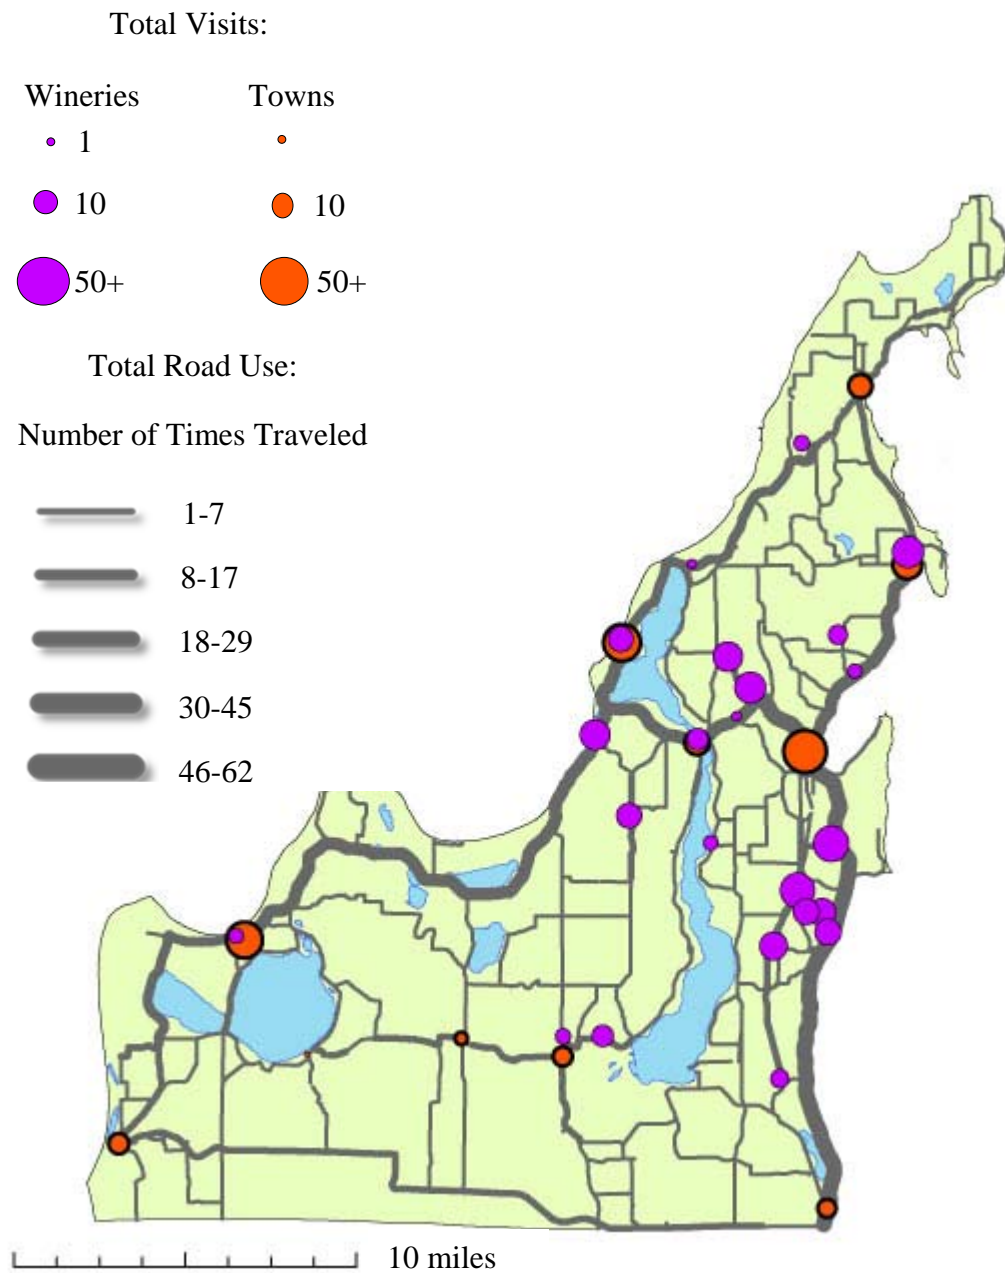 Total Visits:
Wineries Towns
1
10 10
50+ 50+
Total Road Use:
Number of Times Traveled
1-7
8-17
18-29
30-45
46-62
10 miles